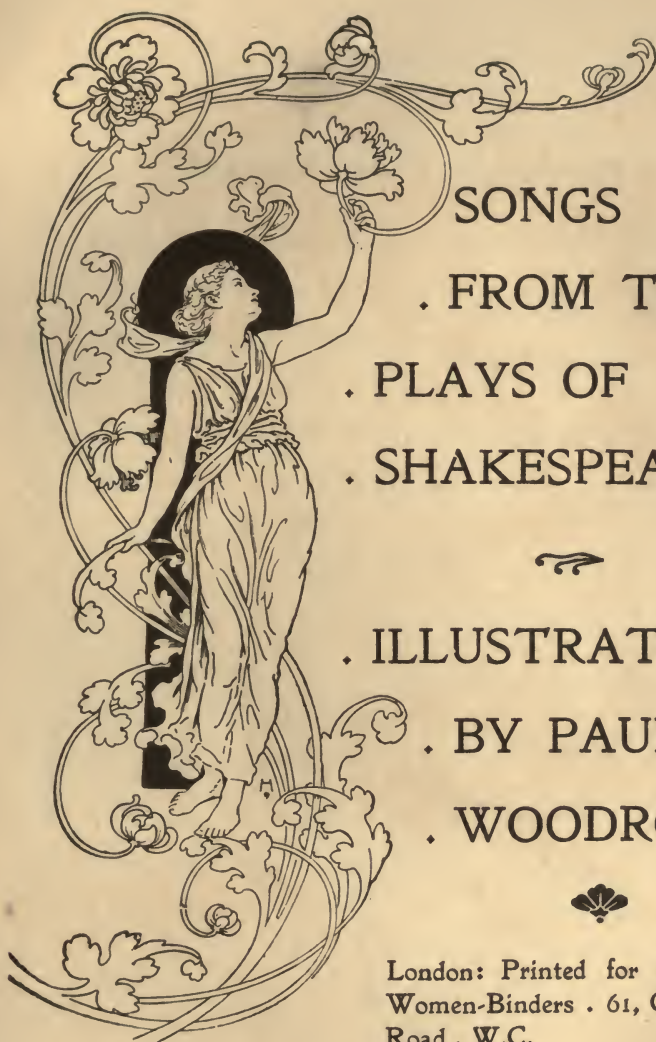 SONGS
. FROM T
. PLAYS OF
. SHAKESPEA
. ILLUSTRAT
. BY PAU
. WOODR
London: Printed for
Women-Binders . 61,
Road . W.C.